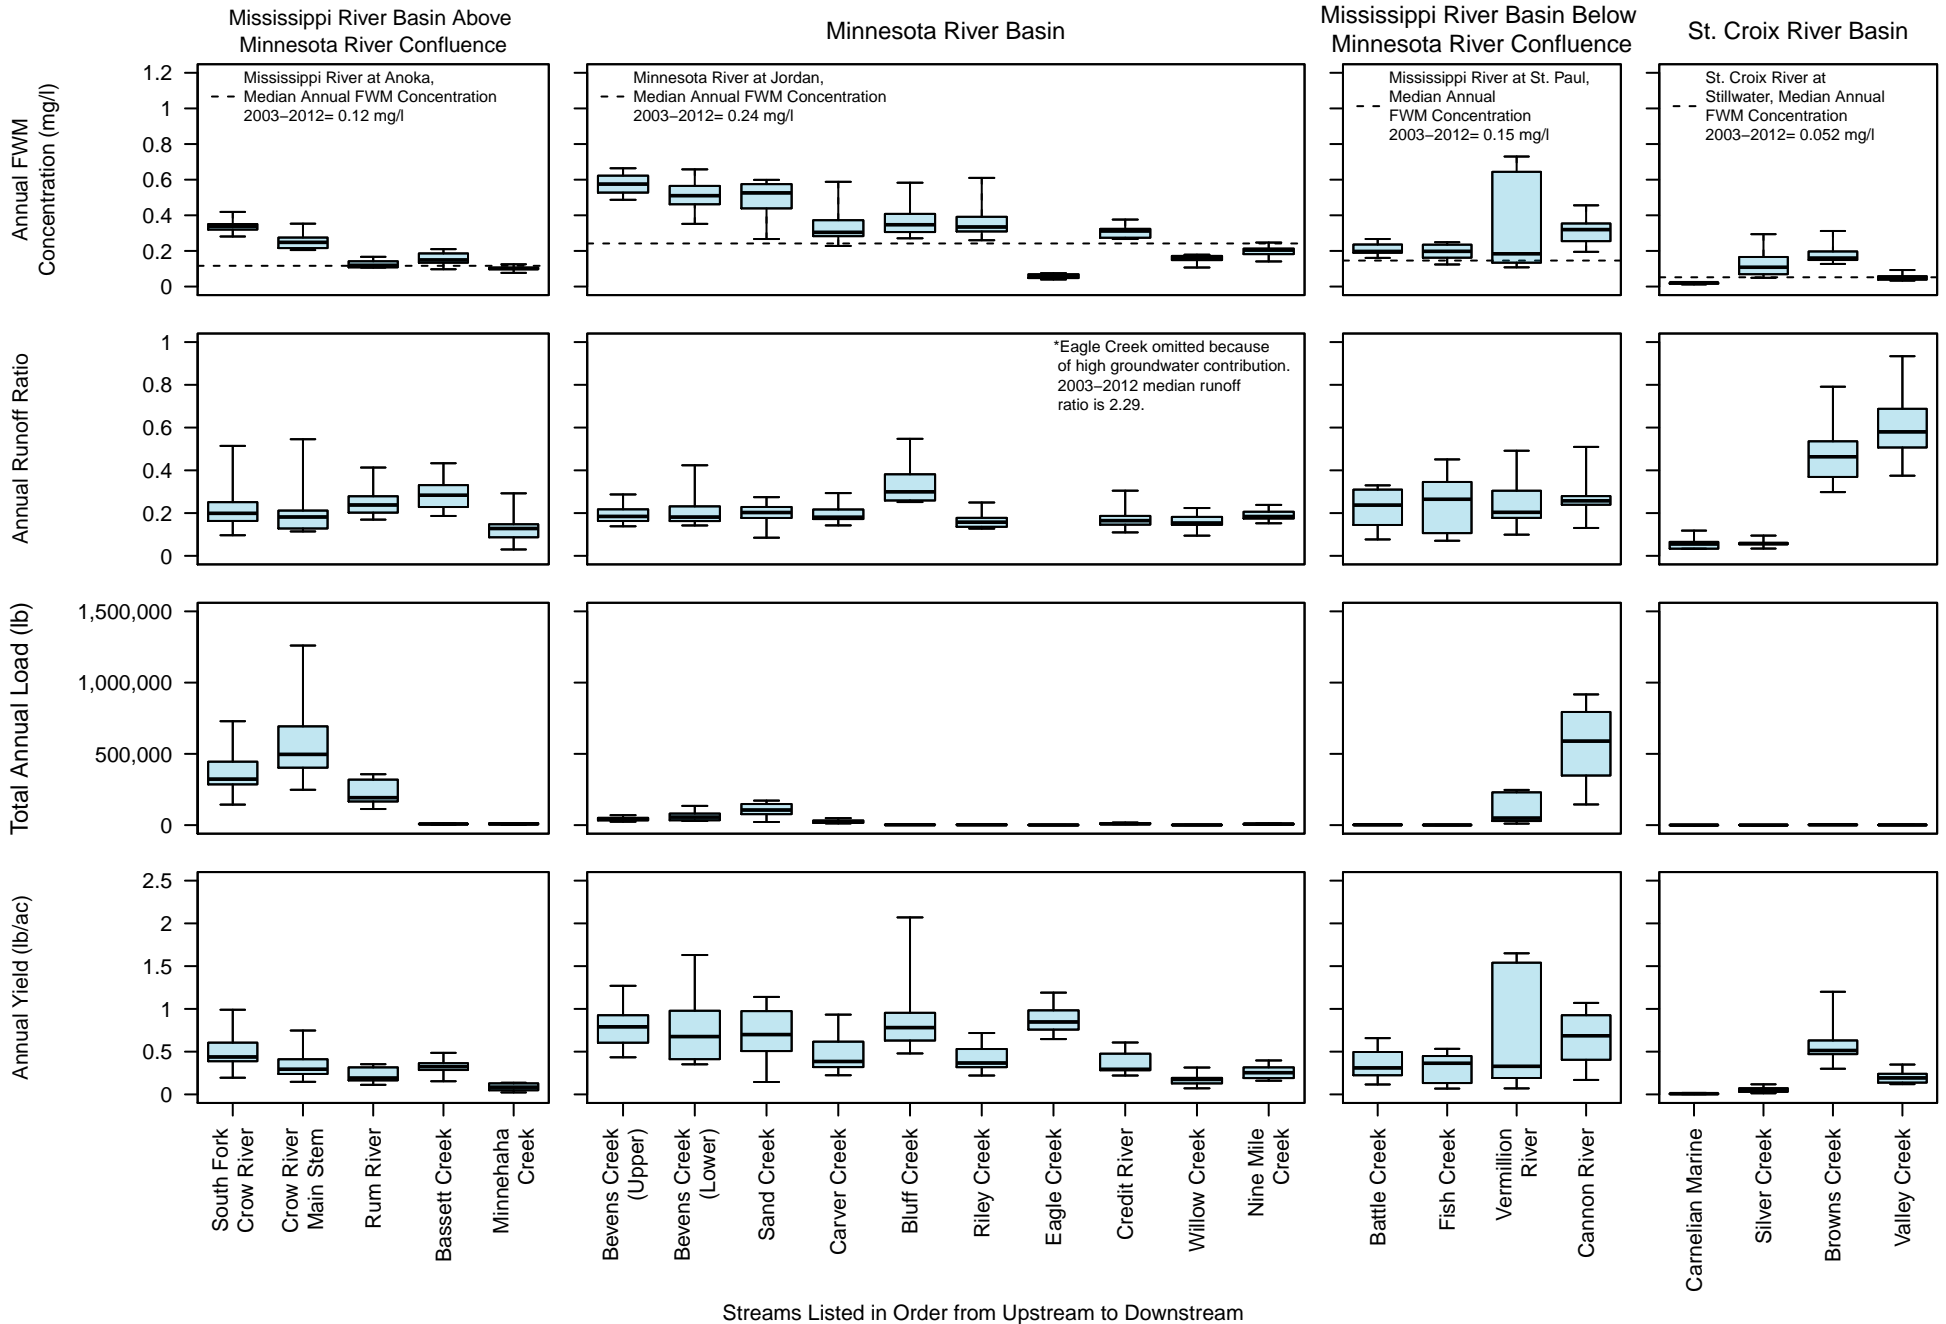 Mississippi River Basin Above
Minnesota River Confluence
Minnesota River Basin
Mississippi River Basin Below
Minnesota River Confluence
St. Croix River Basin
Annual FWM
Concentration (mg/l)
1.2
1
0.8
0.6
0.4
0.2
0
Mississippi River at Anoka,
Median Annual FWM Concentration
2003−2012= 0.12 mg/l
Minnesota River at Jordan,
Median Annual FWM Concentration
2003−2012= 0.24 mg/l
Mississippi River at St. Paul,
Median Annual
FWM Concentration
2003−2012= 0.15 mg/l
St. Croix River at
Stillwater, Median Annual
FWM Concentration
2003−2012= 0.052 mg/l
Annual Runoff Ratio
1
0.8
0.6
0.4
0.2
0
*Eagle Creek omitted because
of high groundwater contribution.
2003−2012 median runoff
ratio is 2.29.
Total Annual Load (lb)
1,500,000
1,000,000
500,000
0
Annual Yield (lb/ac)
2.5
2
1.5
1
0.5
0
South Fork
Crow River
Crow River
Main Stem
Rum River
Bassett Creek
Minnehaha
Creek
Bevens Creek
(Upper)
Bevens Creek
(Lower)
Sand Creek
Carver Creek
Bluff Creek
Riley Creek
Eagle Creek
Credit River
Willow Creek
Nine Mile
Creek
Battle Creek
Fish Creek
Vermillion
River
Cannon River
Carnelian Marine
Silver Creek
Browns Creek
Valley Creek
Streams Listed in Order from Upstream to Downstream